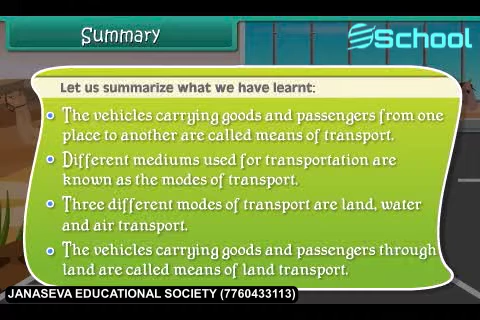 Summary
School
Let us summarize what we have learnt:
The vehicles carrying goods and passengers from one
place to another are called means of transport.
Different mediums used for transportation are
known as the modes of transport.
Three different modes of transport are land, water
and air transport.
The vehicles carrying goods and passengers through
land are called means of land transport.
JANASEVA EDUCATIONAL SOCIETY (7760433113)